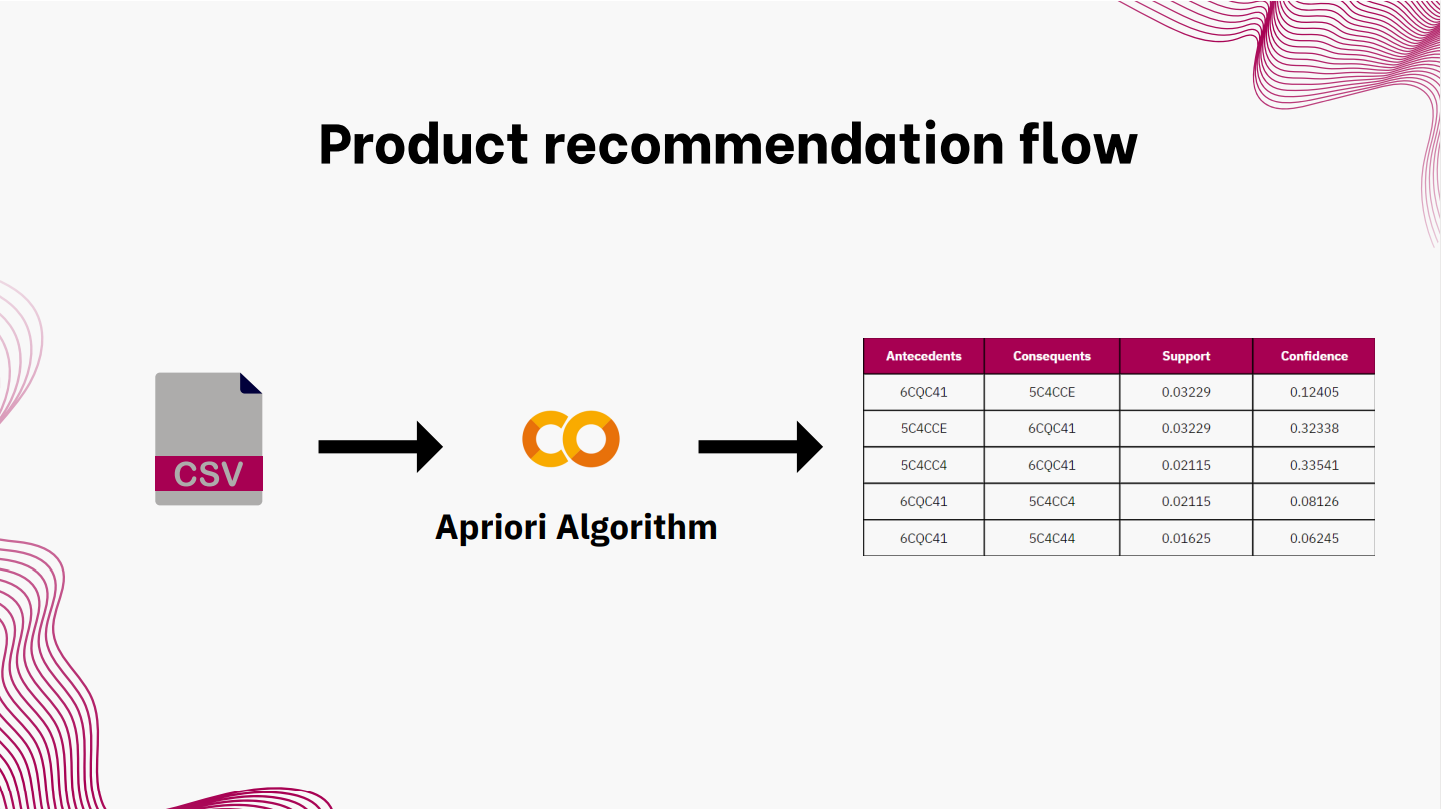 Product recommendation flow
CSV
Apriori Algorithm
Antecedents Consequents Support Confidence
6CQC41 5C4CCE 0.03229 0.12405
5C4CCE 6CQC41 0.03229 0.32338
5C4CC4 6CQC41 0.02115 0.33541
6CQC41 5C4CC4 0.02115 0.08126
6CQC41 5C4C44 0.01625 0.06245